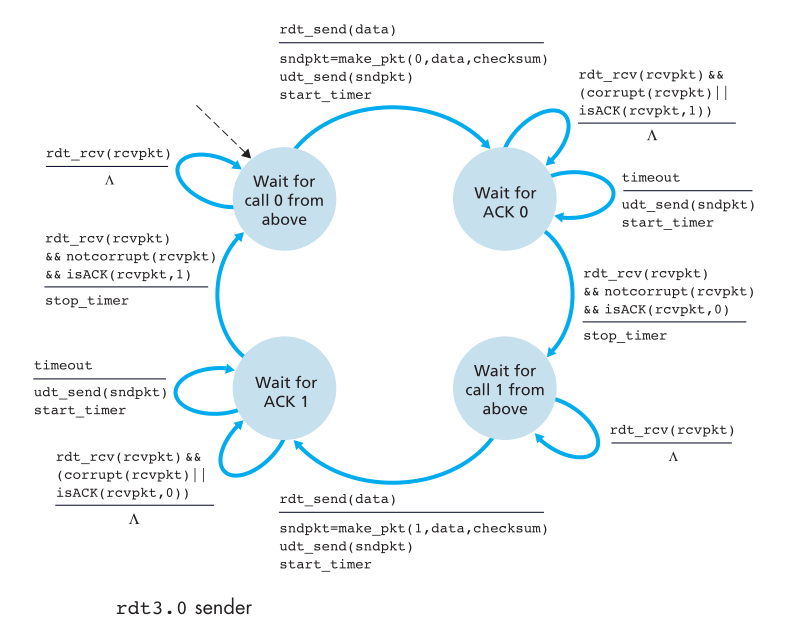 rdt_send(data)
sndpkt=make_pkt(0,data,checksum)
udt_send(sndpkt)
start_timer
rdt_rcv(rcvpkt) &&
(corrupt(rcvpkt)||
isACK(rcvpkt,1))
Λ
rdt_rcv(rcvpkt)
Λ
Wait for
call 0 from
above
Wait for
ACK 0
timeout
udt_send(sndpkt)
start_timer
rdt_rcv(rcvpkt)
&& notcorrupt(rcvpkt)
&& isACK(rcvpkt,1)
stop_timer
rdt_rcv(rcvpkt)
&& notcorrupt(rcvpkt)
&& isACK(rcvpkt,0)
stop_timer
timeout
udt_send(sndpkt)
start_timer
Wait for
ACK 1
Wait for
call 1 from
above
rdt_rcv(rcvpkt)
Λ
rdt_rcv(rcvpkt) &&
(corrupt(rcvpkt)||
isACK(rcvpkt,0))
Λ
rdt_send(data)
sndpkt=make_pkt(1,data,checksum)
udt_send(sndpkt)
start_timer
rdt3.0 sender